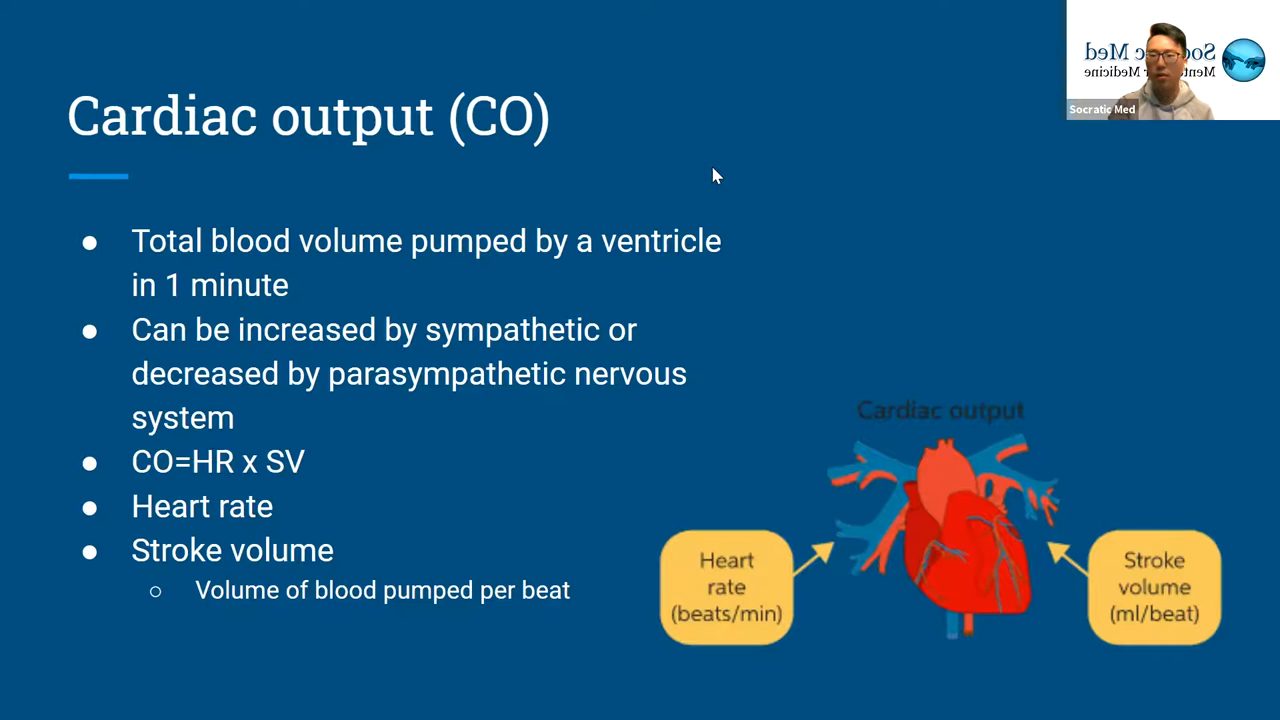 Cardiac output (CO)
● Total blood volume pumped by a ventricle
in 1 minute
● Can be increased by sympathetic or
decreased by parasympathetic nervous
system
● CO=HR x SV
● Heart rate
● Stroke volume
○ Volume of blood pumped per beat
Cardiac output
Heart
rate
(beats/min)
Stroke
volume
(ml/beat)
Med
Medicine
Socratic Med